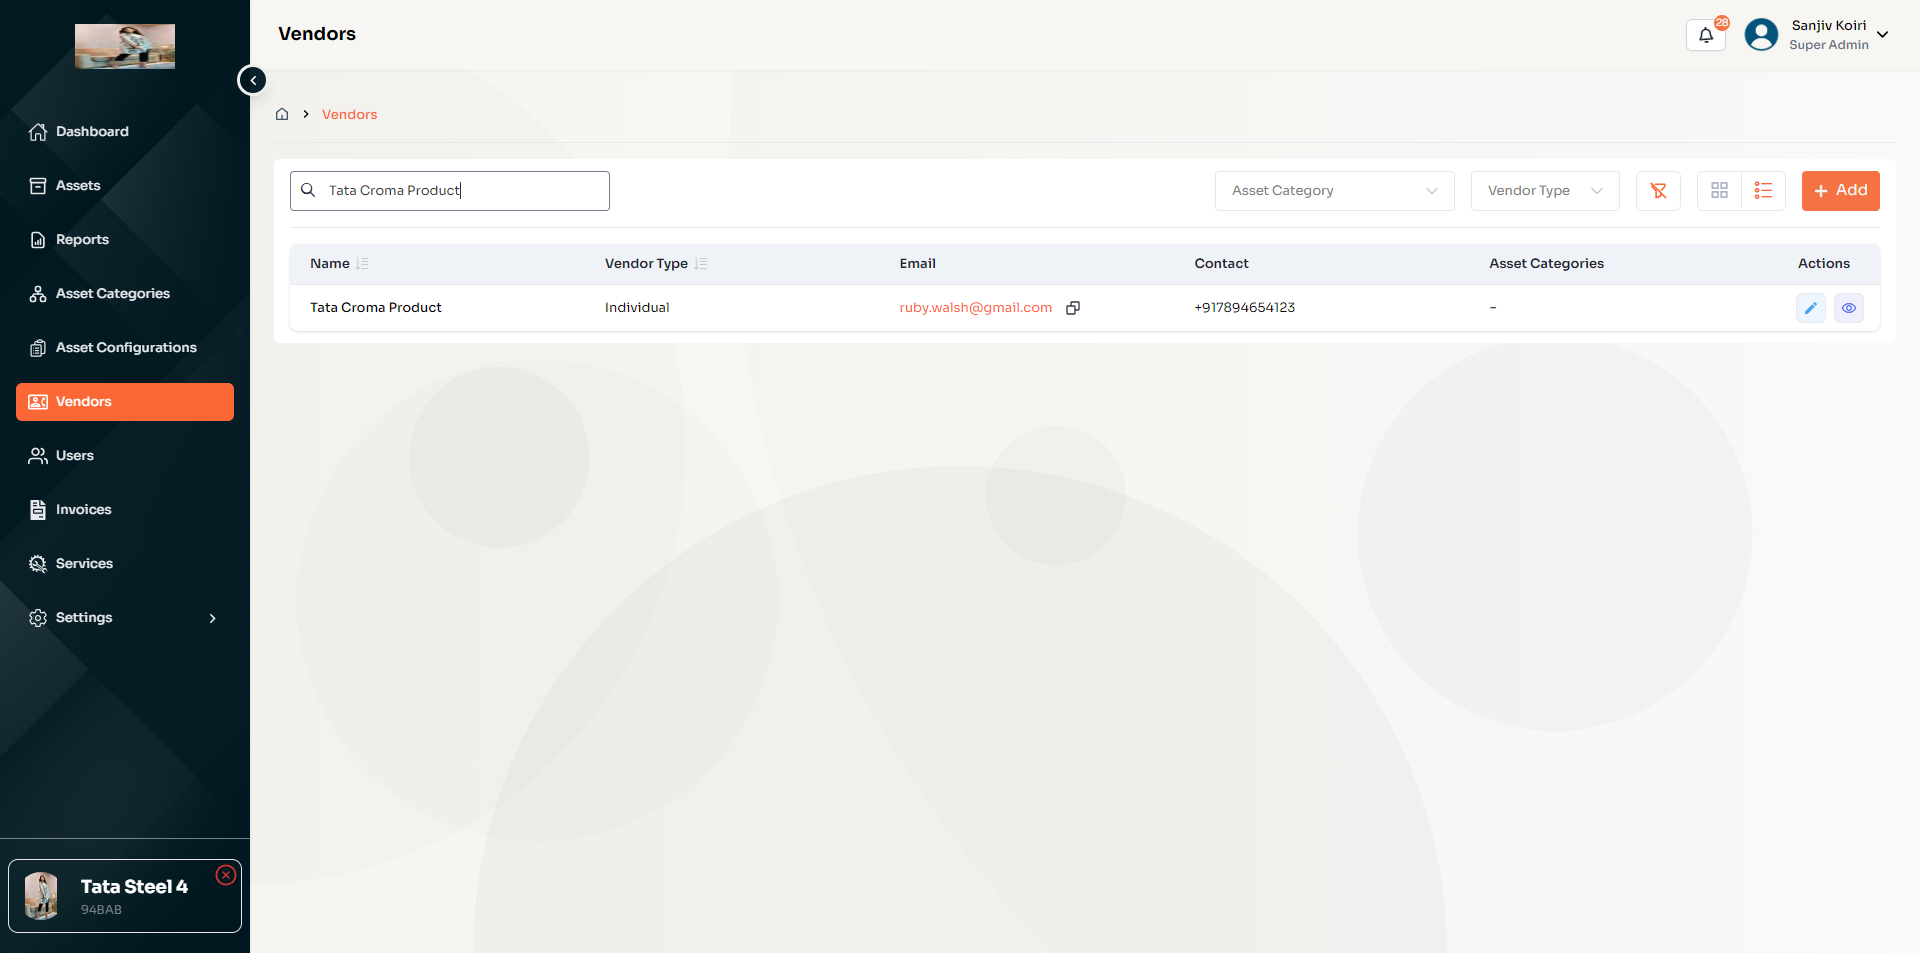 Vendors
28
Sanjiv Koiri
Super Admin
Dashboard
Assets
Reports
Asset Categories
Asset Configurations
Vendors
Users
Invoices
Services
Settings
Tata Steel 4
94BAB
Vendors
Tata Croma Product
Asset Category
Vendor Type
Add
Name Vendor Type Email Contact Asset Categories Actions
Tata Croma Product Individual ruby.walsh@gmail.com +917894654123 -